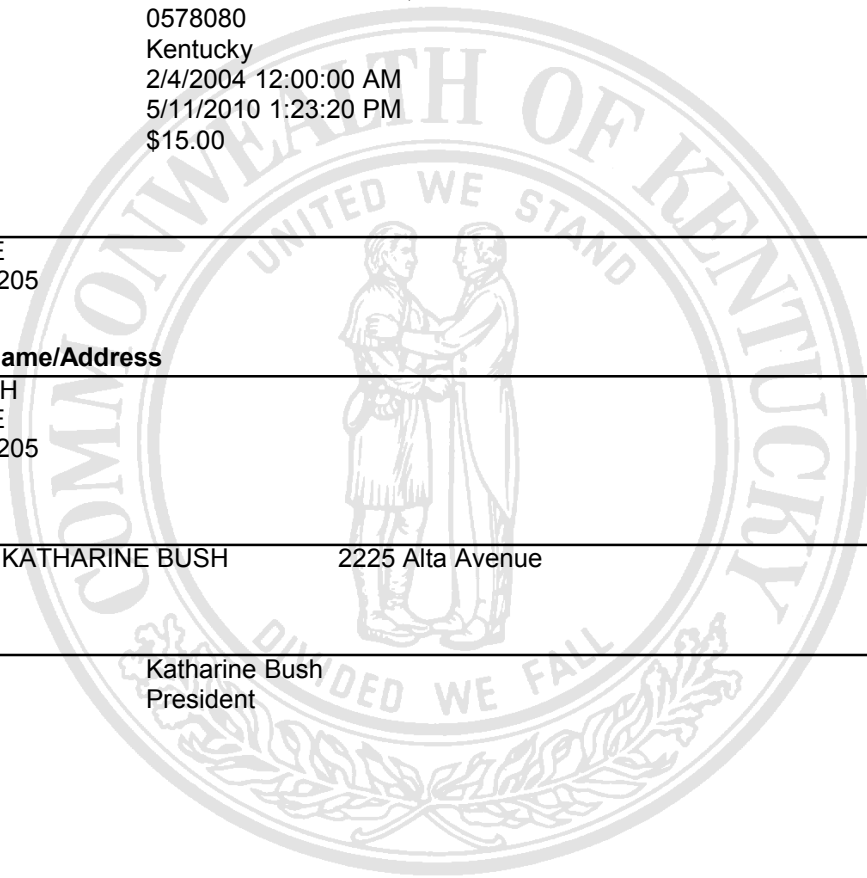 0578080
Kentucky
2/4/2004 12:00:00 AM
5/11/2010 1:23:20 PM
$15.00
E
205
ame/Address
H
E
205
KATHARINE BUSH 2225 Alta Avenue
Katharine Bush
President
COMMONWEALTH OF KENTUCKY
UNITED WE STAND
DIVIDED WE FALL